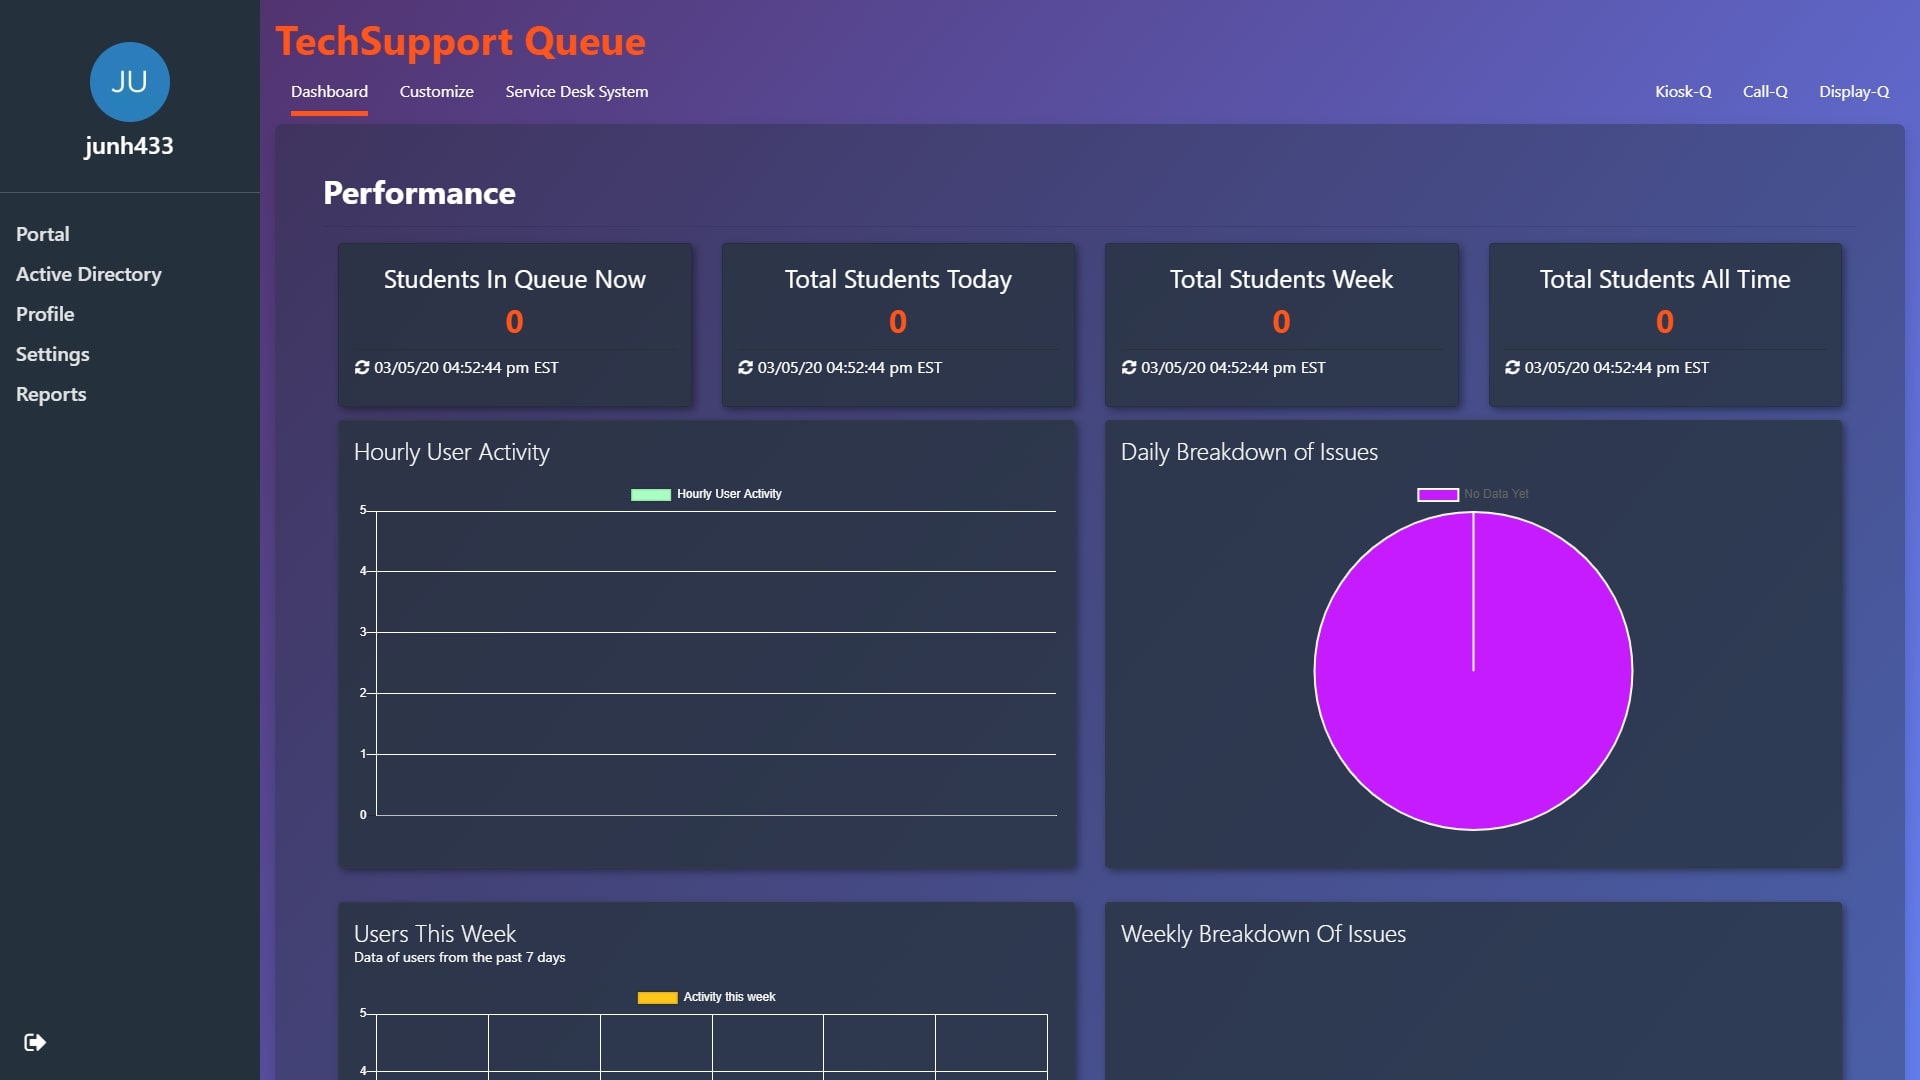 JU
junh433
Portal
Active Directory
Profile
Settings
Reports
TechSupport Queue
Dashboard Customize Service Desk System Kiosk-Q Call-Q Display-Q
Performance
Students In Queue Now
0
03/05/20 04:52:44 pm EST
Total Students Today
0
03/05/20 04:52:44 pm EST
Total Students Week
0
03/05/20 04:52:44 pm EST
Total Students All Time
0
03/05/20 04:52:44 pm EST
Hourly User Activity
Hourly User Activity
5
4
3
2
1
0
Daily Breakdown of Issues
No Data Yet
Users This Week
Data of users from the past 7 days
Activity this week
5
4
Weekly Breakdown Of Issues